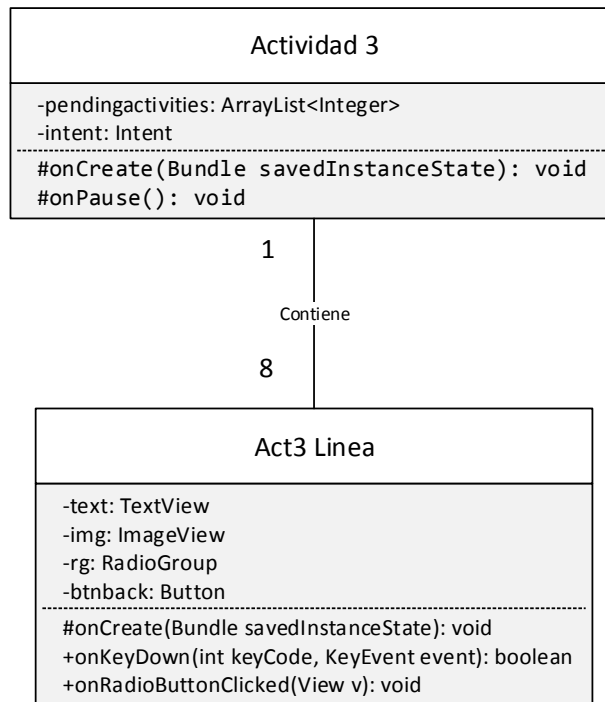 Actividad 3
-pendingactivities: ArrayList<Integer>
-intent: Intent
#onCreate(Bundle savedInstanceState): void
#onPause(): void
1
Contiene
8
Act3 Linea
-text: TextView
-img: ImageView
-rg: RadioGroup
-btnback: Button
#onCreate(Bundle savedInstanceState): void
+onKeyDown(int keyCode, KeyEvent event): boolean
+onRadioButtonClicked(View v): void